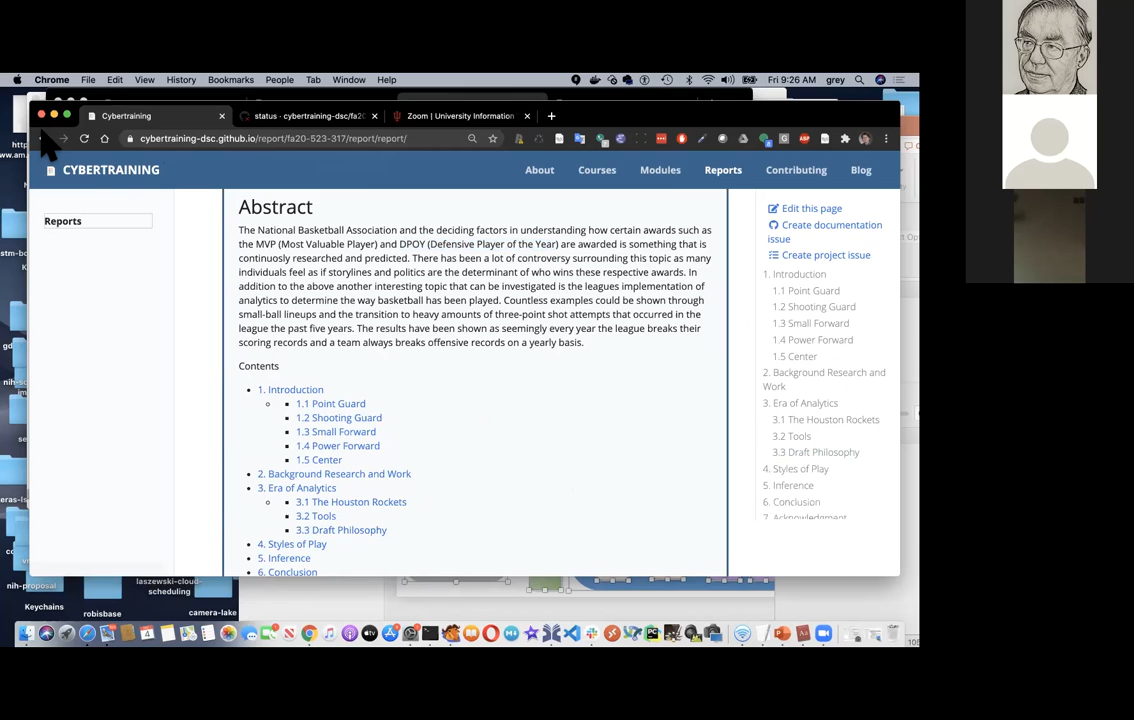 Chrome File Edit View History Bookmarks People Tab Window Help Fri 9:26 AM grey
Cybertraining
status · cybertraining-dsc/fa20
Zoom | University Information
cybertraining-dsc.github.io/report/fa20-523-317/report/report/
CYBERTRAINING
About Courses Modules Reports Contributing Blog
Reports
Abstract
The National Basketball Association and the deciding factors in understanding how certain awards such as
the MVP (Most Valuable Player) and DPOY (Defensive Player of the Year) are awarded is something that is
continuosly researched and predicted. There has been a lot of controversy surrounding this topic as many
individuals feel as if storylines and politics are the determinant of who wins these respective awards. In
addition to the above another interesting topic that can be investigated is the leagues implementation of
analytics to determine the way basketball has been played. Countless examples could be shown through
small-ball lineups and the transition to heavy amounts of three-point shot attempts that occurred in the
league the past five years. The results have been shown as seemingly every year the league breaks their
scoring records and a team always breaks offensive records on a yearly basis.
Contents
1. Introduction
1.1 Point Guard
1.2 Shooting Guard
1.3 Small Forward
1.4 Power Forward
1.5 Center
2. Background Research and Work
3. Era of Analytics
3.1 The Houston Rockets
3.2 Tools
3.3 Draft Philosophy
4. Styles of Play
5. Inference
6. Conclusion
Edit this page
Create documentation
issue
Create project issue
1. Introduction
1.1 Point Guard
1.2 Shooting Guard
1.3 Small Forward
1.4 Power Forward
1.5 Center
2. Background Research and
Work
3. Era of Analytics
3.1 The Houston Rockets
3.2 Tools
3.3 Draft Philosophy
4. Styles of Play
5. Inference
6. Conclusion
7. Acknowledgment
nih-proposal
Keychains
robisbase
laszewski-cloud-
scheduling
camera-lake